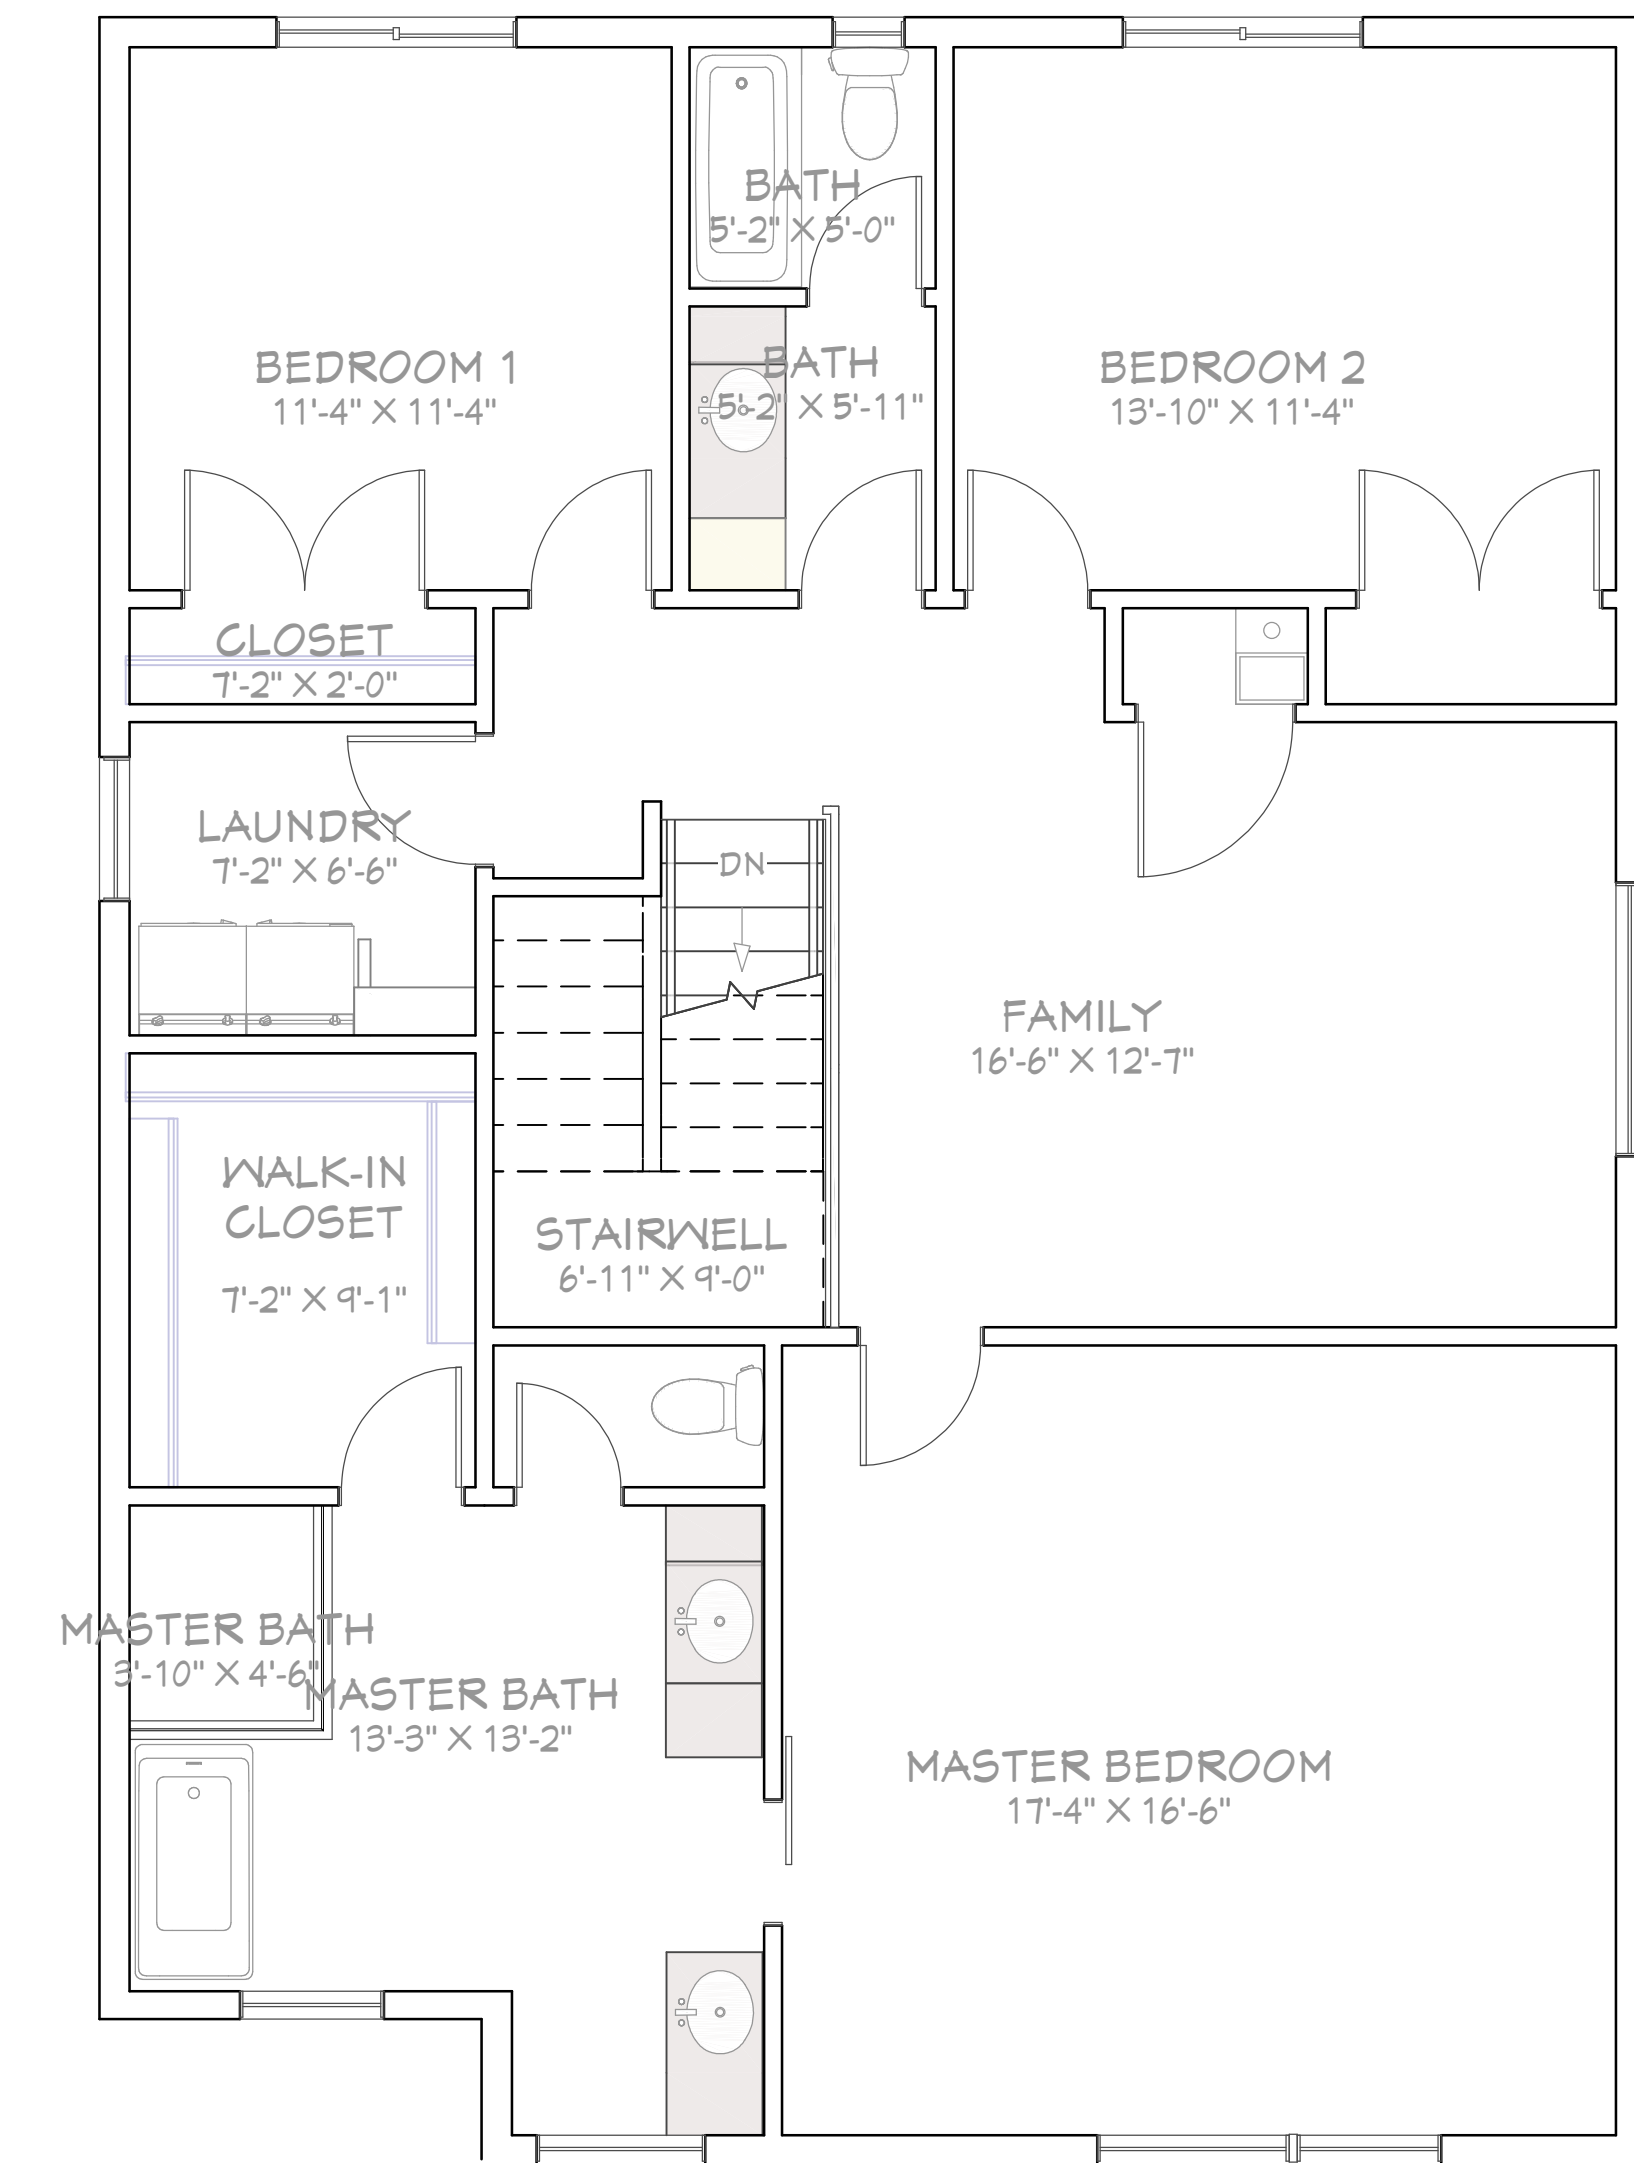 BATH
5'-2" X 5'-0"
BEDROOM 1
11'-4" X 11'-4"
BATH
5'-2" X 5'-11"
BEDROOM 2
13'-10" X 11'-4"
CLOSET
7'-2" X 2'-0"
LAUNDRY
7'-2" X 6'-6"
DN
FAMILY
16'-6" X 12'-7"
WALK-IN
CLOSET
7'-2" X 9'-1"
STAIRWELL
6'-11" X 9'-0"
MASTER BATH
3'-10" X 4'-6"
MASTER BATH
13'-3" X 13'-2"
MASTER BEDROOM
17'-4" X 16'-6"